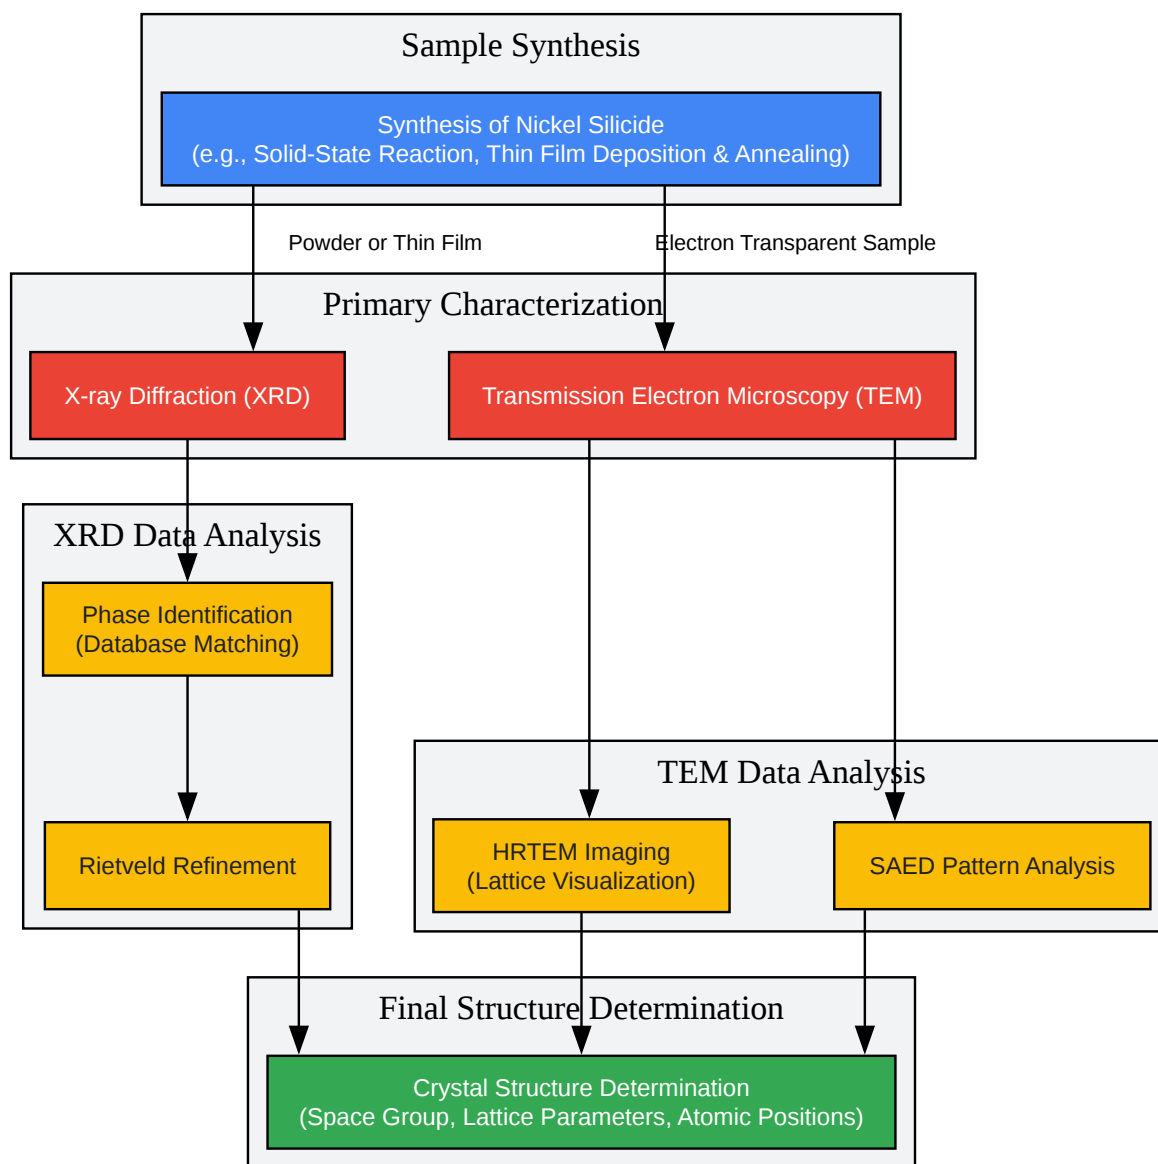 Sample Synthesis
Synthesis of Nickel Silicide
(e.g., Solid-State Reaction, Thin Film Deposition & Annealing)
Powder or Thin Film
Electron Transparent Sample
Primary Characterization
X-ray Diffraction (XRD)
Transmission Electron Microscopy (TEM)
XRD Data Analysis
Phase Identification
(Database Matching)
Rietveld Refinement
TEM Data Analysis
HRTEM Imaging
(Lattice Visualization)
SAED Pattern Analysis
Final Structure Determination
Crystal Structure Determination
(Space Group, Lattice Parameters, Atomic Positions)